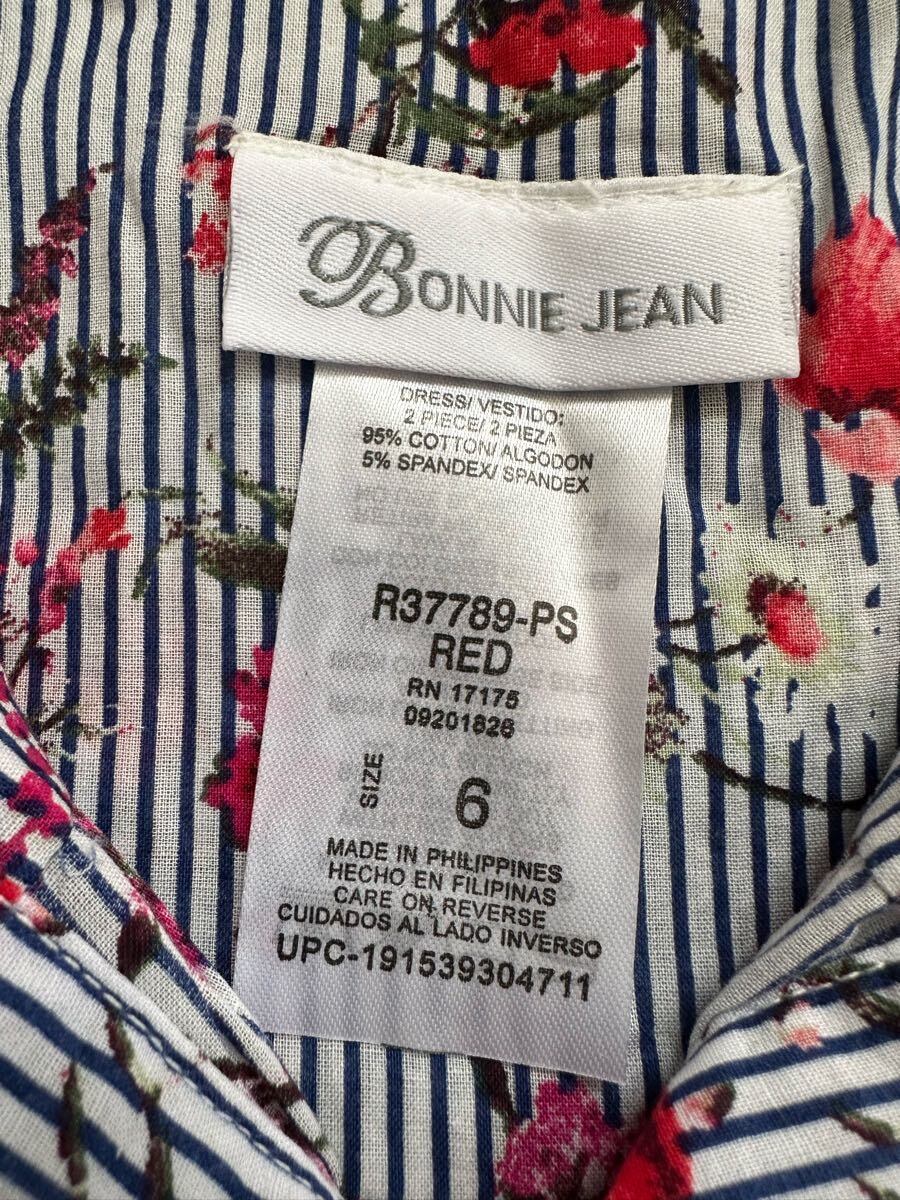 BONNIE JEAN
DRESS/ VESTIDO:
2 PIECE/ 2 PIEZA
95% COTTON/ ALGODON
5% SPANDEX/ SPANDEX
R37789-PS
RED
RN 17175
09201826
SIZE 6
MADE IN PHILIPPINES
HECHO EN FILIPINAS
CARE ON REVERSE
CUIDADOS AL LADO INVERSO
UPC-191539304711